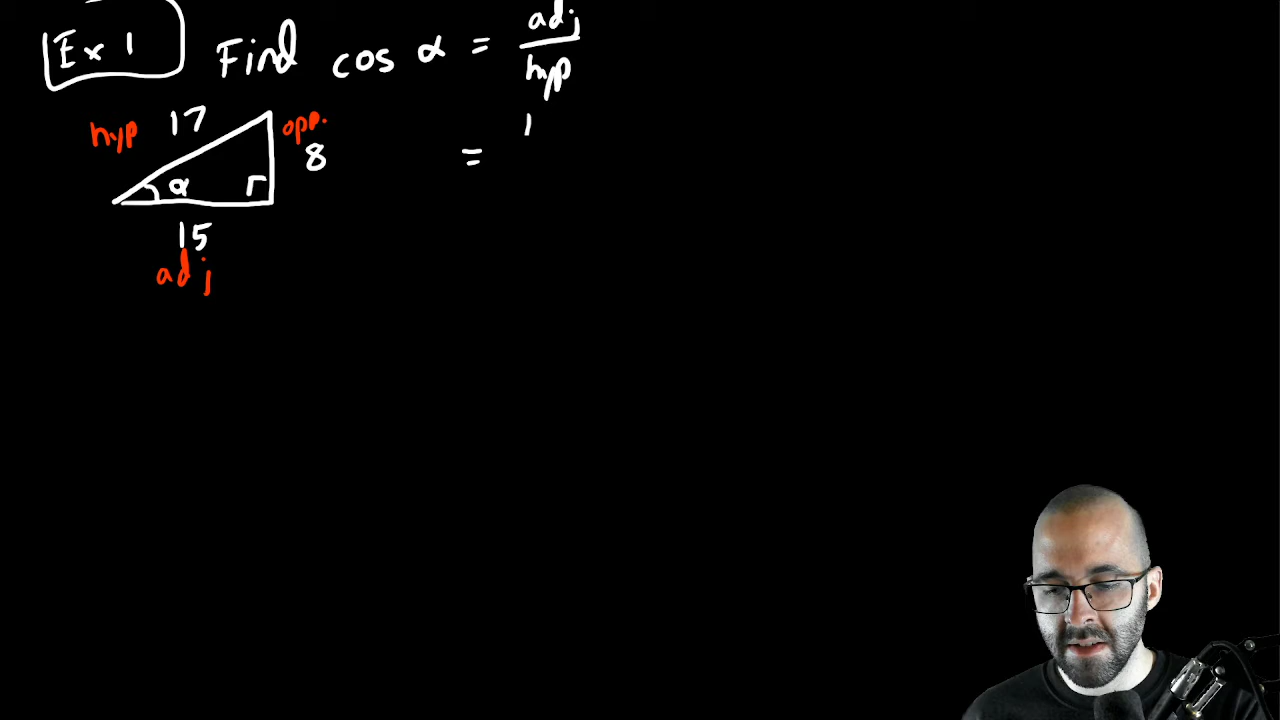 Ex 1 Find cos α = adj/hyp
hyp 17 opp.
8
= 1
α
15
adj